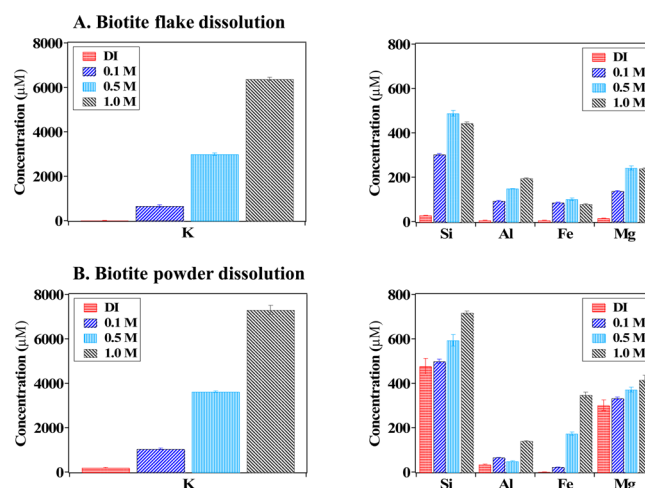 A. Biotite flake dissolution
Concentration (µM)
8000
6000
4000
2000
0
DI
0.1 M
0.5 M
1.0 M
K
Concentration (µM)
800
600
400
200
0
DI
0.1 M
0.5 M
1.0 M
Si Al Fe Mg
B. Biotite powder dissolution
Concentration (µM)
8000
6000
4000
2000
0
DI
0.1 M
0.5 M
1.0 M
K
Concentration (µM)
800
600
400
200
0
DI
0.1 M
0.5 M
1.0 M
Si Al Fe Mg